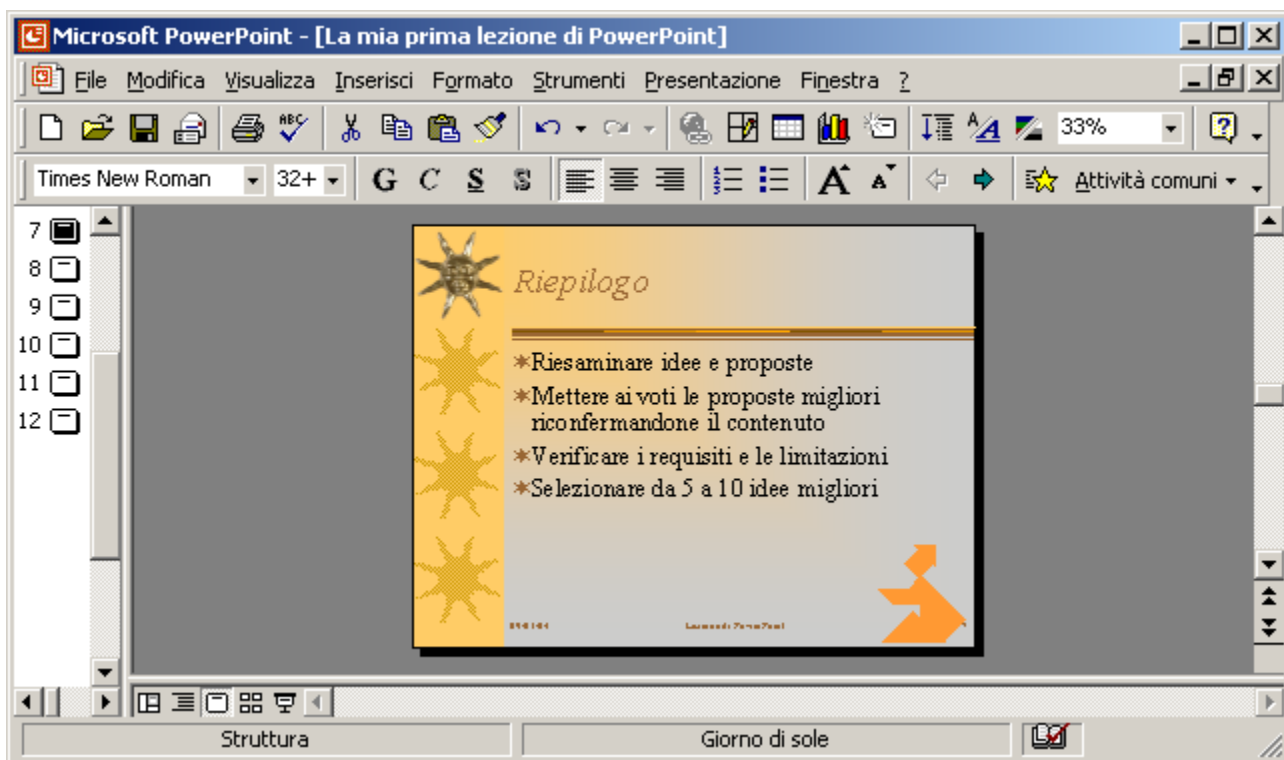 Microsoft PowerPoint - [La mia prima lezione di PowerPoint]
File Modifica Visualizza Inserisci Formato Strumenti Presentazione Finestra ?
ABC 33% ?
Times New Roman 32+ G C S S A A Attività comuni
7
8
9
10
11
12
Riepilogo
Riesaminare idee e proposte
Mettere ai voti le proposte migliori
riconfermandone il contenuto
Verificare i requisiti e le limitazioni
Selezionare da 5 a 10 idee migliori
Struttura Giorno di sole